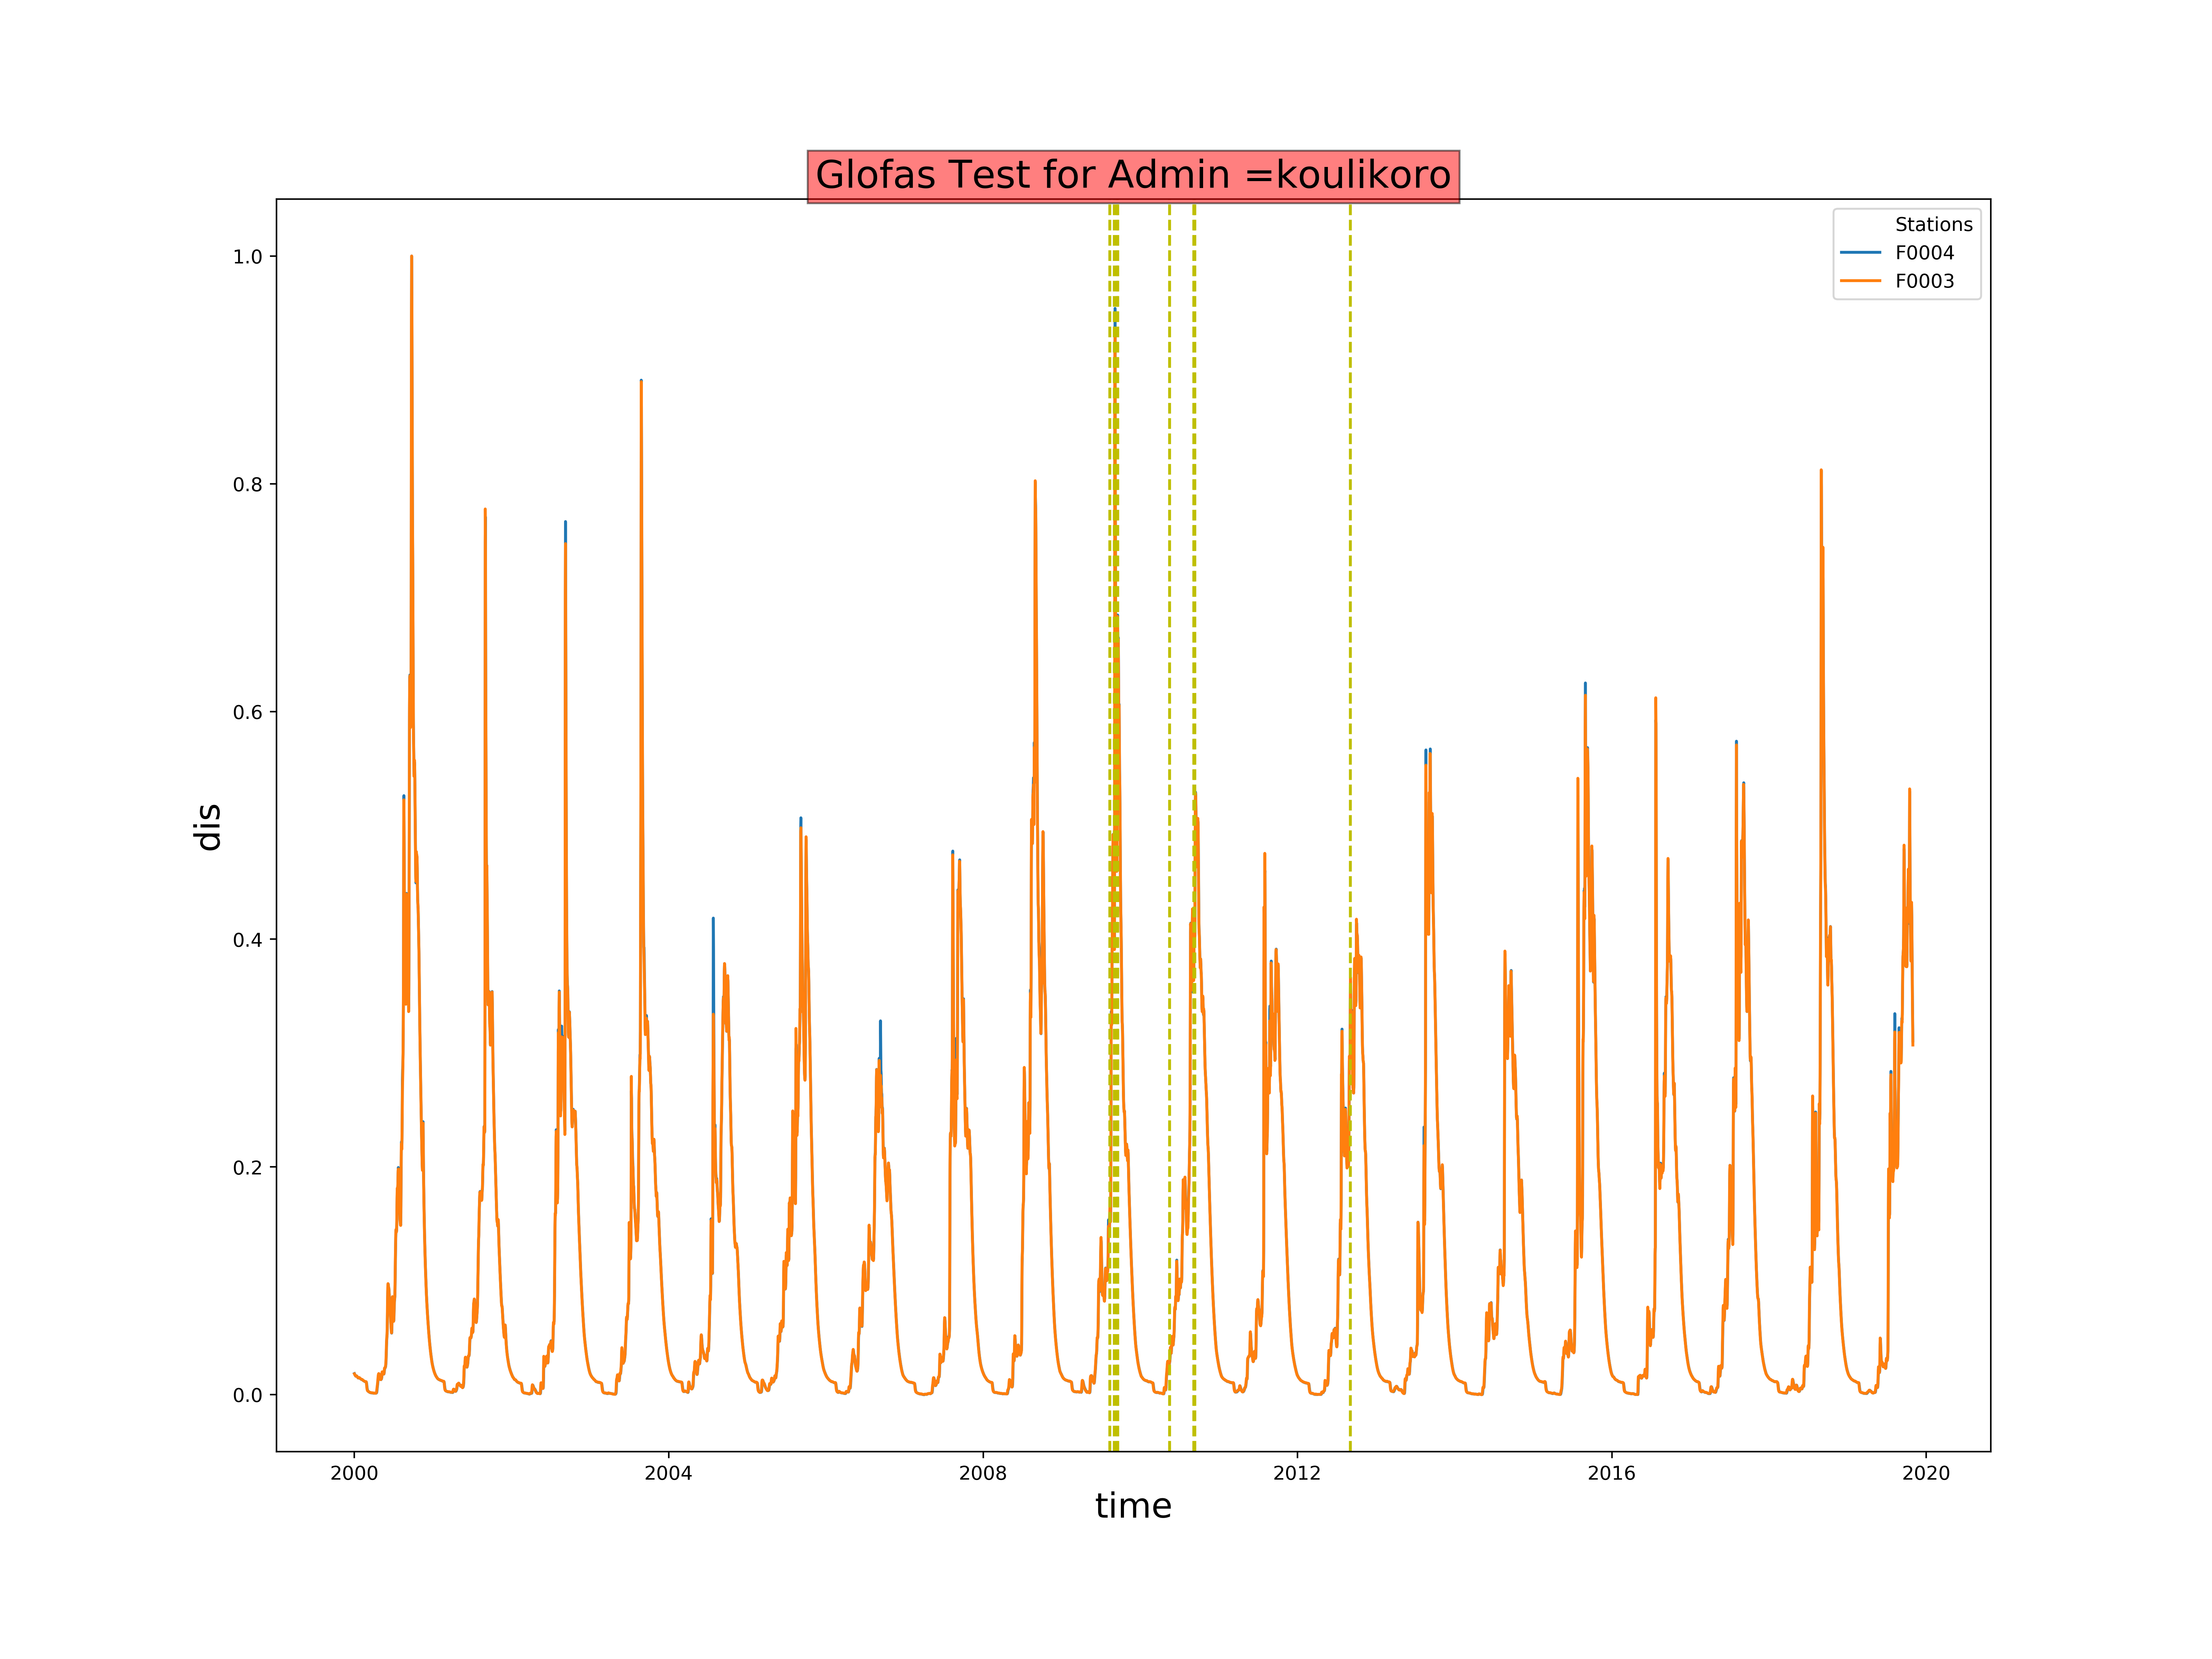 Glofas Test for Admin =koulikoro
Stations
F0004
F0003
1.0
0.8
0.6
0.4
0.2
0.0
dis
2000 2004 2008 2012 2016 2020
time